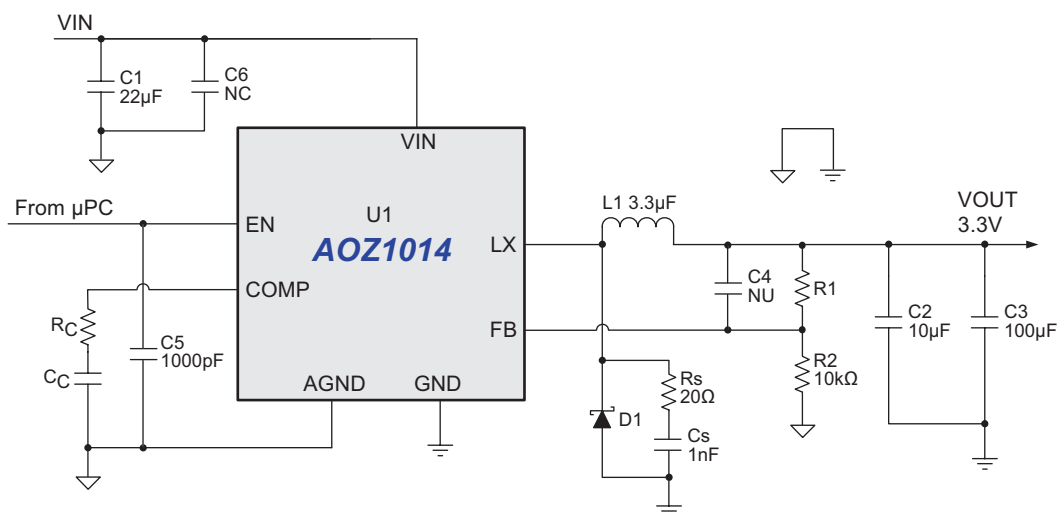 VIN
C1
22µF
C6
NC
VIN
From µPC
EN
U1
AOZ1014
LX
L1 3.3µF
VOUT
3.3V
COMP
C4
NU
R1
C2
10µF
C3
100µF
RC
C5
1000pF
FB
R2
10kΩ
CC
AGND
GND
D1
Rs
20Ω
Cs
1nF